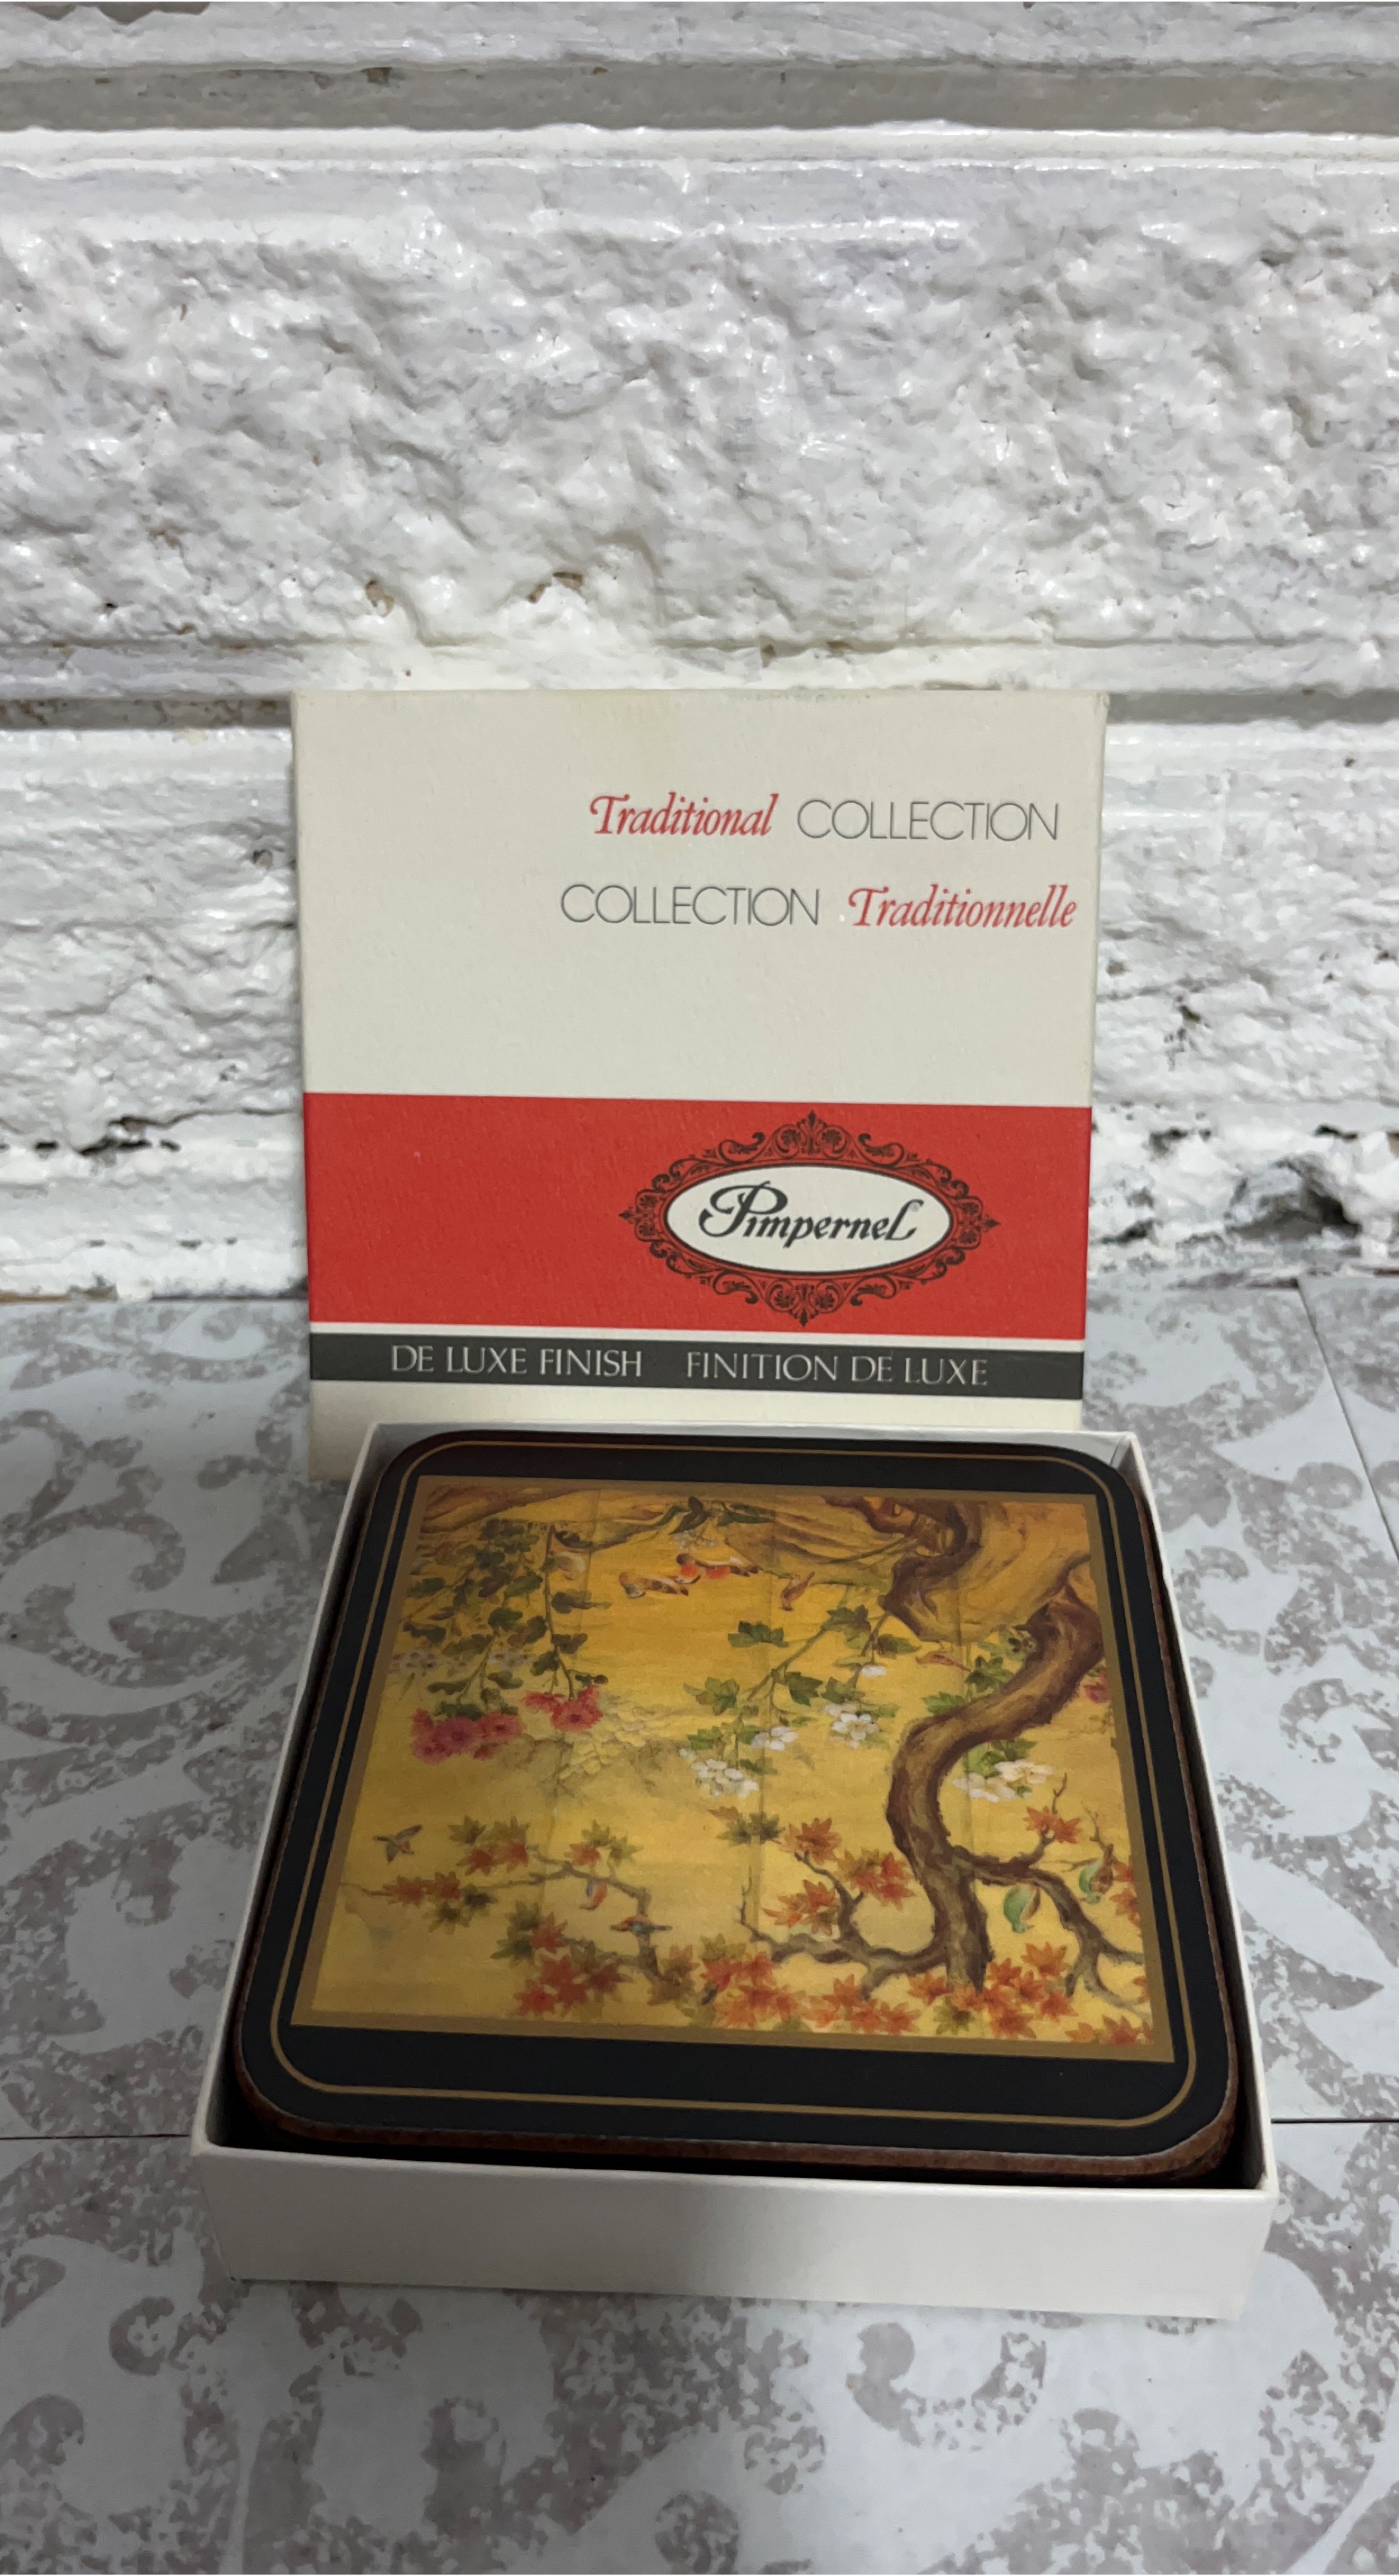 Traditional COLLECTION
COLLECTION Traditionnelle
Pimpernel
DE LUXE FINISH FINITION DE LUXE